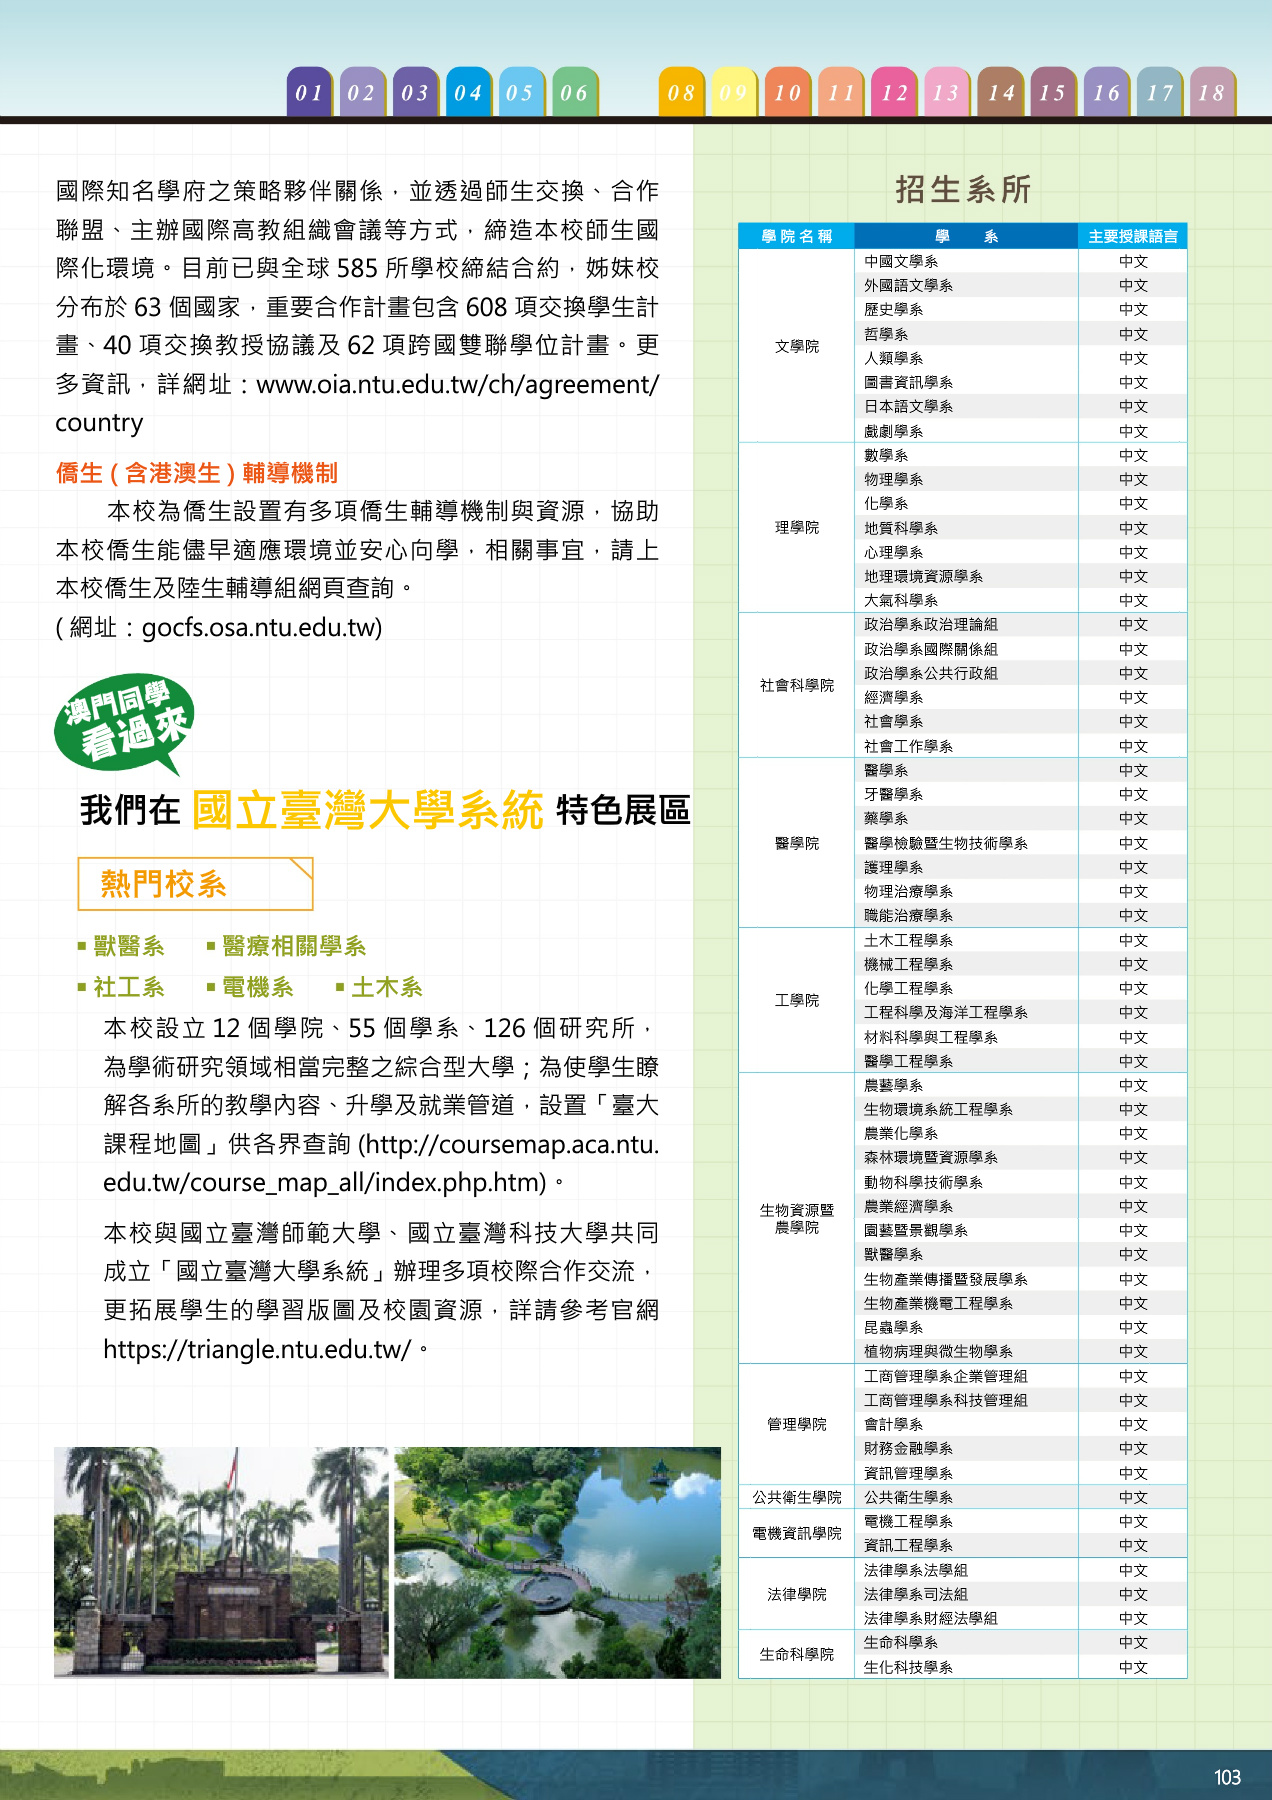 01 02 03 04 05 06 08 09 10 11 12 13 14 15 16 17 18
國際知名學府之策略夥伴關係，並透過師生交換、合作
聯盟、主辦國際高教組織會議等方式，締造本校師生國
際化環境。目前已與全球 585 所學校締結合約，姊妹校
分布於 63 個國家，重要合作計畫包含 608 項交換學生計
畫、40 項交換教授協議及 62 項跨國雙聯學位計畫。更
多資訊，詳網址：www.oia.ntu.edu.tw/ch/agreement/
country
僑生 ( 含港澳生 ) 輔導機制
本校為僑生設置有多項僑生輔導機制與資源，協助
本校僑生能儘早適應環境並安心向學，相關事宜，請上
本校僑生及陸生輔導組網頁查詢。
( 網址：gocfs.osa.ntu.edu.tw)
澳門同學
看過來
我們在 國立臺灣大學系統 特色展區
熱門校系
▪ 獸醫系 ▪ 醫療相關學系
▪ 社工系 ▪ 電機系 ▪ 土木系
本校設立 12 個學院、55 個學系、126 個研究所，
為學術研究領域相當完整之綜合型大學；為使學生瞭
解各系所的教學內容、升學及就業管道，設置「臺大
課程地圖」供各界查詢 (http://coursemap.aca.ntu.
edu.tw/course_map_all/index.php.htm)。
本校與國立臺灣師範大學、國立臺灣科技大學共同
成立「國立臺灣大學系統」辦理多項校際合作交流，
更拓展學生的學習版圖及校園資源，詳請參考官網
https://triangle.ntu.edu.tw/。
招生系所
學院名稱 學 系 主要授課語言
文學院
中國文學系 中文
外國語文學系 中文
歷史學系 中文
哲學系 中文
人類學系 中文
圖書資訊學系 中文
日本語文學系 中文
戲劇學系 中文
理學院
數學系 中文
物理學系 中文
化學系 中文
地質科學系 中文
心理學系 中文
地理環境資源學系 中文
大氣科學系 中文
社會科學院
政治學系政治理論組 中文
政治學系國際關係組 中文
政治學系公共行政組 中文
經濟學系 中文
社會學系 中文
社會工作學系 中文
醫學院
醫學系 中文
牙醫學系 中文
藥學系 中文
醫學檢驗暨生物技術學系 中文
護理學系 中文
物理治療學系 中文
職能治療學系 中文
工學院
土木工程學系 中文
機械工程學系 中文
化學工程學系 中文
工程科學及海洋工程學系 中文
材料科學與工程學系 中文
醫學工程學系 中文
生物資源暨
農學院
農藝學系 中文
生物環境系統工程學系 中文
農業化學系 中文
森林環境暨資源學系 中文
動物科學技術學系 中文
農業經濟學系 中文
園藝暨景觀學系 中文
獸醫學系 中文
生物產業傳播暨發展學系 中文
生物產業機電工程學系 中文
昆蟲學系 中文
植物病理與微生物學系 中文
管理學院
工商管理學系企業管理組 中文
工商管理學系科技管理組 中文
會計學系 中文
財務金融學系 中文
資訊管理學系 中文
公共衛生學院 公共衛生學系 中文
電機資訊學院
電機工程學系 中文
資訊工程學系 中文
法律學院
法律學系法學組 中文
法律學系司法組 中文
法律學系財經法學組 中文
生命科學院
生命科學系 中文
生化科技學系 中文
103